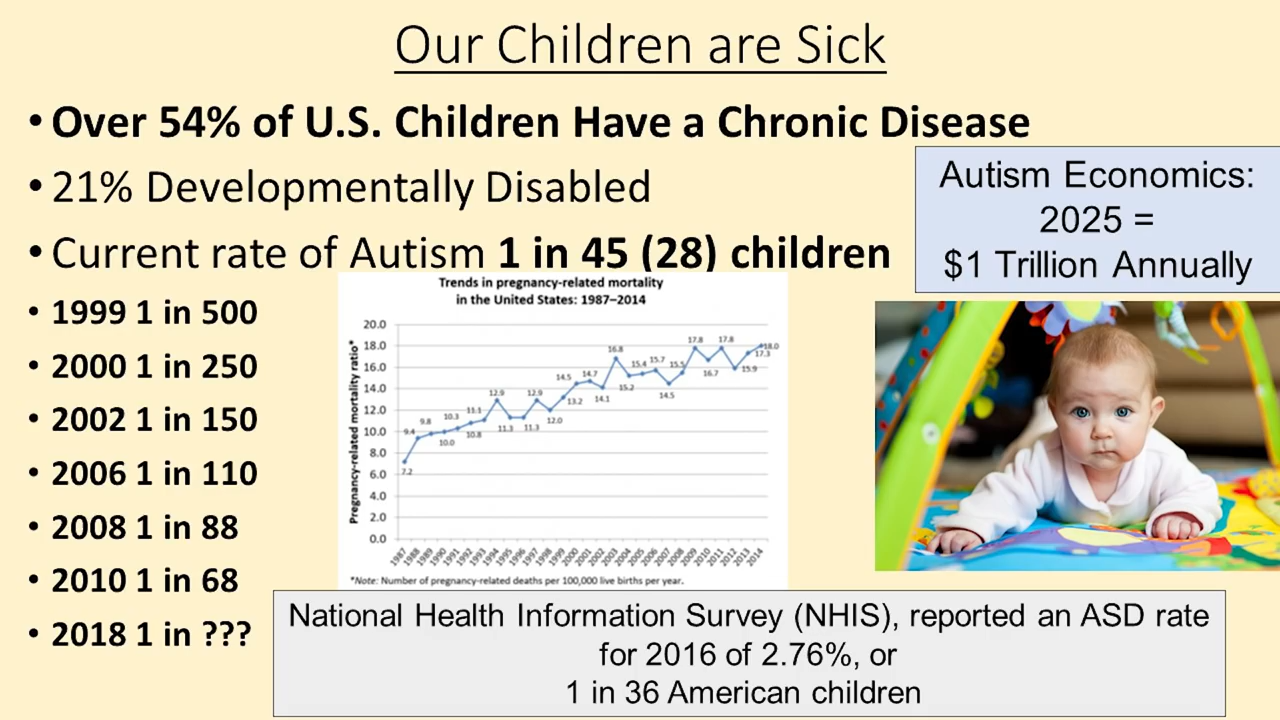 Our Children are Sick
• Over 54% of U.S. Children Have a Chronic Disease
• 21% Developmentally Disabled
• Current rate of Autism 1 in 45 (28) children
Autism Economics:
2025 =
$1 Trillion Annually
• 1999 1 in 500
• 2000 1 in 250
• 2002 1 in 150
• 2006 1 in 110
• 2008 1 in 88
• 2010 1 in 68
• 2018 1 in ???
Trends in pregnancy-related mortality
in the United States: 1987–2014
Pregnancy-related mortality ratio*
20.0
18.0
16.0
14.0
12.0
10.0
8.0
6.0
4.0
2.0
0.0
7.2
9.4
9.8
10.0
10.3
10.8
11.1
12.9
11.3
11.3
12.9
12.0
13.2
14.5
14.7
14.1
16.8
15.2
15.4
15.7
14.5
15.5
17.8
16.7
17.8
15.9
17.3
18.0
1987 1988 1989 1990 1991 1992 1993 1994 1995 1996 1997 1998 1999 2000 2001 2002 2003 2004 2005 2006 2007 2008 2009 2010 2011 2012 2013 2014
*Note: Number of pregnancy-related deaths per 100,000 live births per year.
National Health Information Survey (NHIS), reported an ASD rate
for 2016 of 2.76%, or
1 in 36 American children